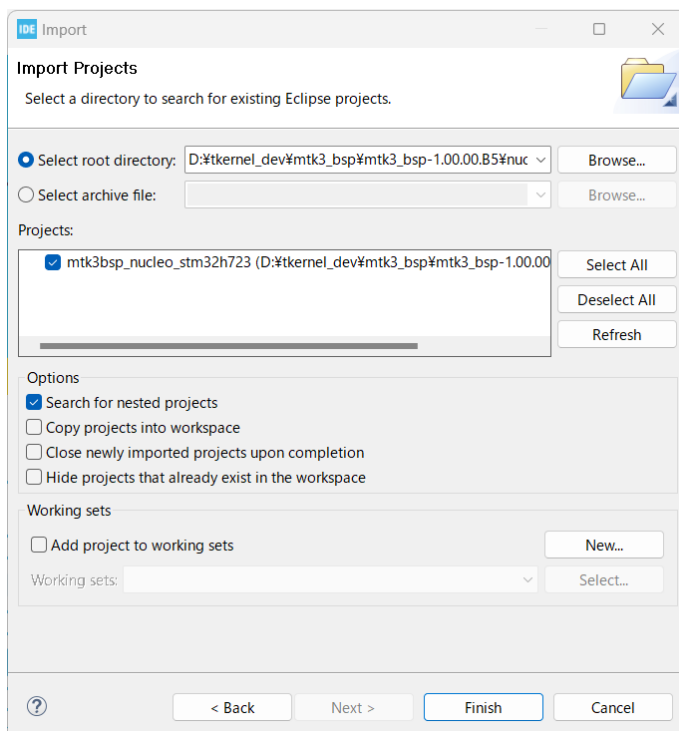 IDE Import
Import Projects
Select a directory to search for existing Eclipse projects.
Select root directory: D:¥tkernel_dev¥mtk3_bsp¥mtk3_bsp-1.00.00.B5¥nuc Browse...
Select archive file: Browse...
Projects:
mtk3bsp_nucleo_stm32h723 (D:¥tkernel_dev¥mtk3_bsp¥mtk3_bsp-1.00.00
Select All
Deselect All
Refresh
Options
Search for nested projects
Copy projects into workspace
Close newly imported projects upon completion
Hide projects that already exist in the workspace
Working sets
Add project to working sets New...
Working sets: Select...
? < Back Next > Finish Cancel